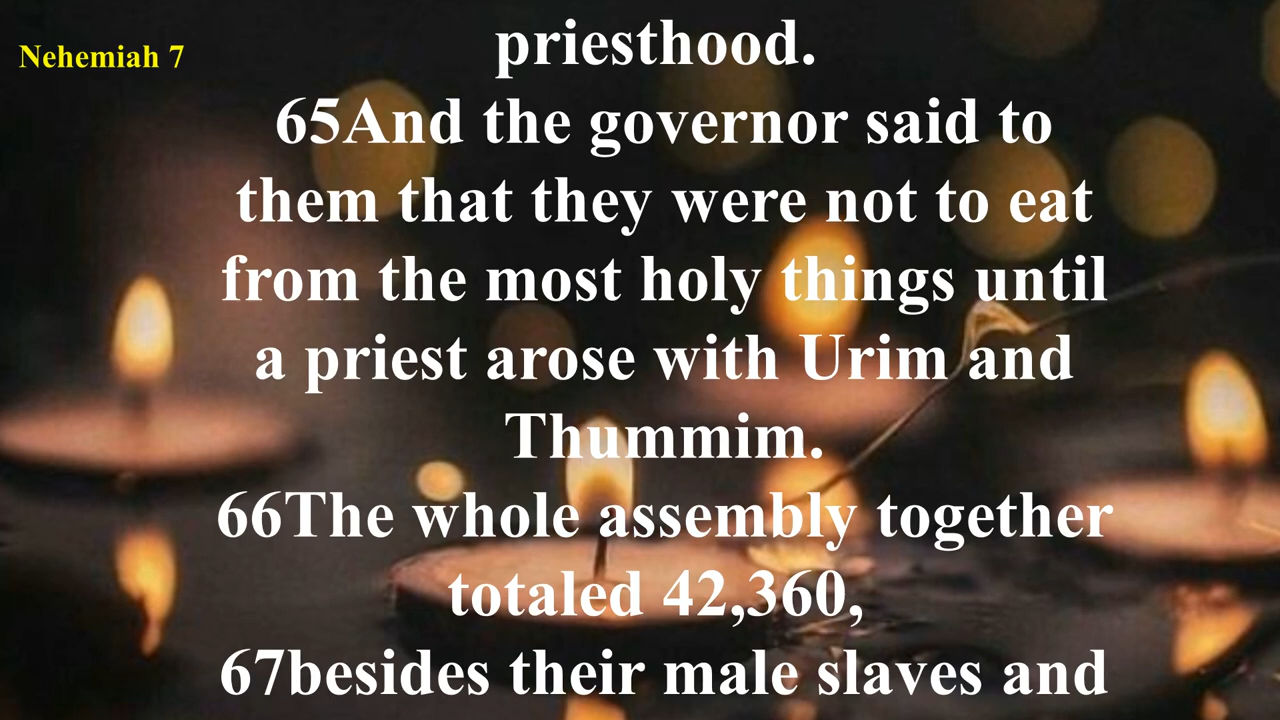 Nehemiah 7
priesthood.
65And the governor said to
them that they were not to eat
from the most holy things until
a priest arose with Urim and
Thummim.
66The whole assembly together
totaled 42,360,
67besides their male slaves and